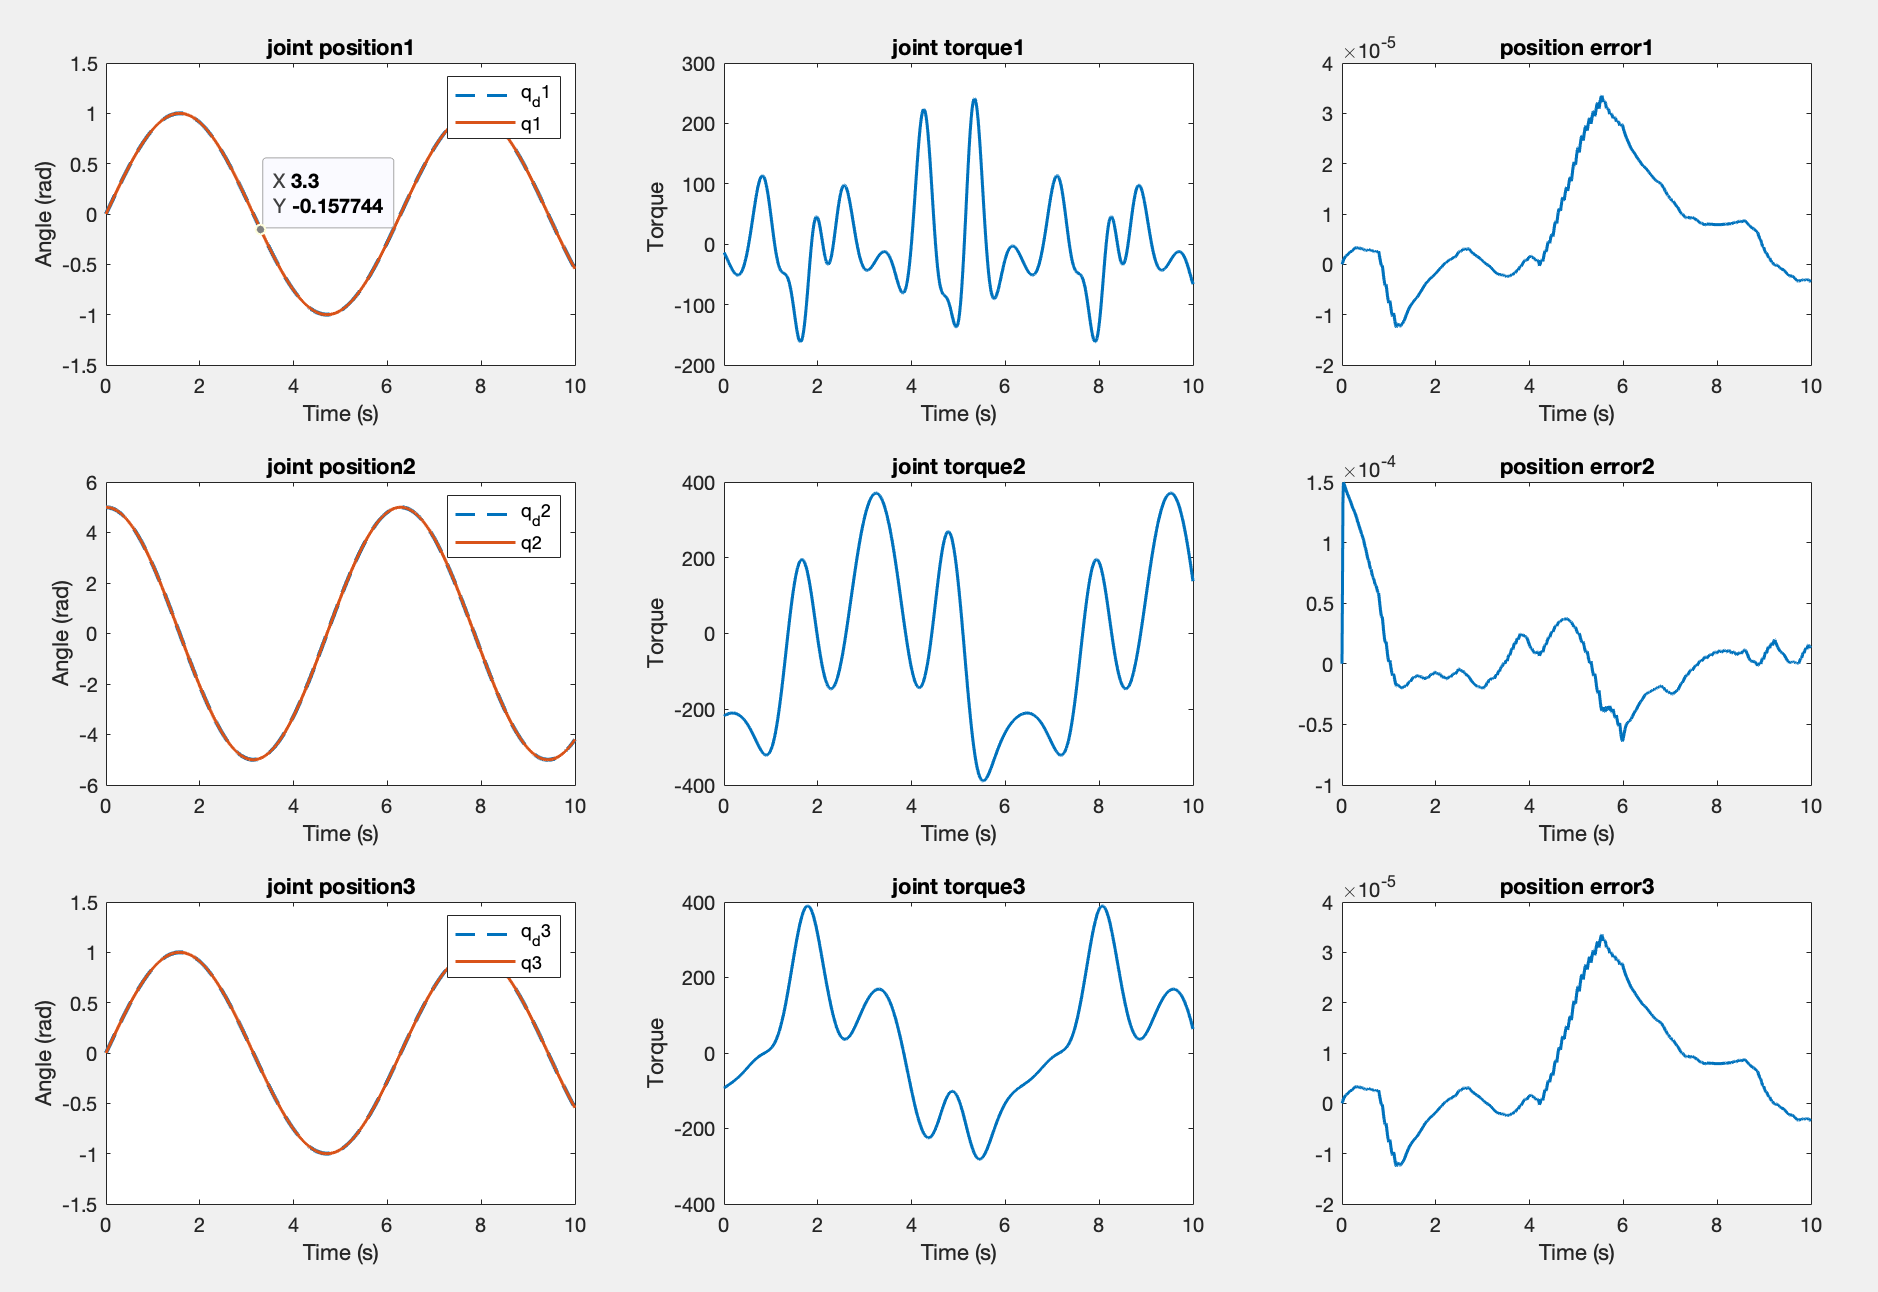 joint position1
1.5
1
0.5
0
-0.5
-1
-1.5
Angle (rad)
0 2 4 6 8 10
Time (s)
q_d1
q1
X 3.3
Y -0.157744
joint torque1
300
200
100
0
-100
-200
Torque
0 2 4 6 8 10
Time (s)
position error1
×10^-5
4
3
2
1
0
-1
-2
0 2 4 6 8 10
Time (s)
joint position2
6
4
2
0
-2
-4
-6
Angle (rad)
0 2 4 6 8 10
Time (s)
q_d2
q2
joint torque2
400
200
0
-200
-400
Torque
0 2 4 6 8 10
Time (s)
position error2
×10^-4
1.5
1
0.5
0
-0.5
-1
0 2 4 6 8 10
Time (s)
joint position3
1.5
1
0.5
0
-0.5
-1
-1.5
Angle (rad)
0 2 4 6 8 10
Time (s)
q_d3
q3
joint torque3
400
200
0
-200
-400
Torque
0 2 4 6 8 10
Time (s)
position error3
×10^-5
4
3
2
1
0
-1
-2
0 2 4 6 8 10
Time (s)